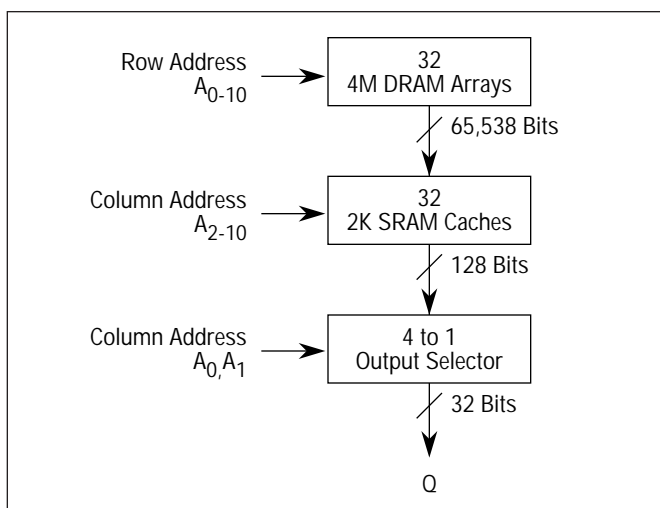 Row Address
A0-10
32
4M DRAM Arrays
65,538 Bits
Column Address
A2-10
32
2K SRAM Caches
128 Bits
Column Address
A0,A1
4 to 1
Output Selector
32 Bits
Q